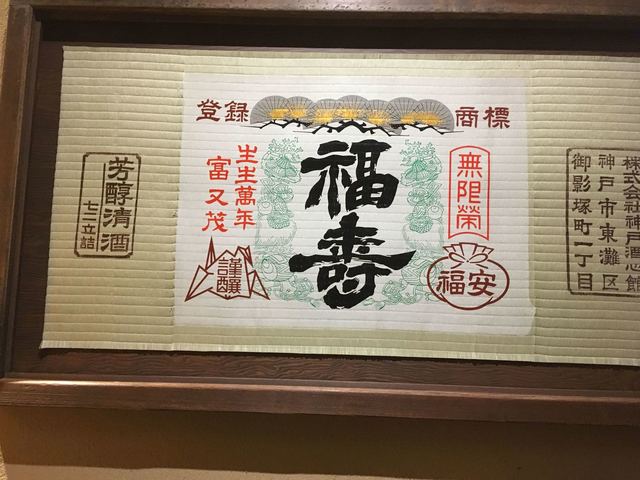 登録
商標
福壽
無限榮
福安
生生萬年
富又茂
謹醸
芳醇清酒
七二立詰
株式会社神戸酒心館
神戸市東灘区
御影塚町一丁目